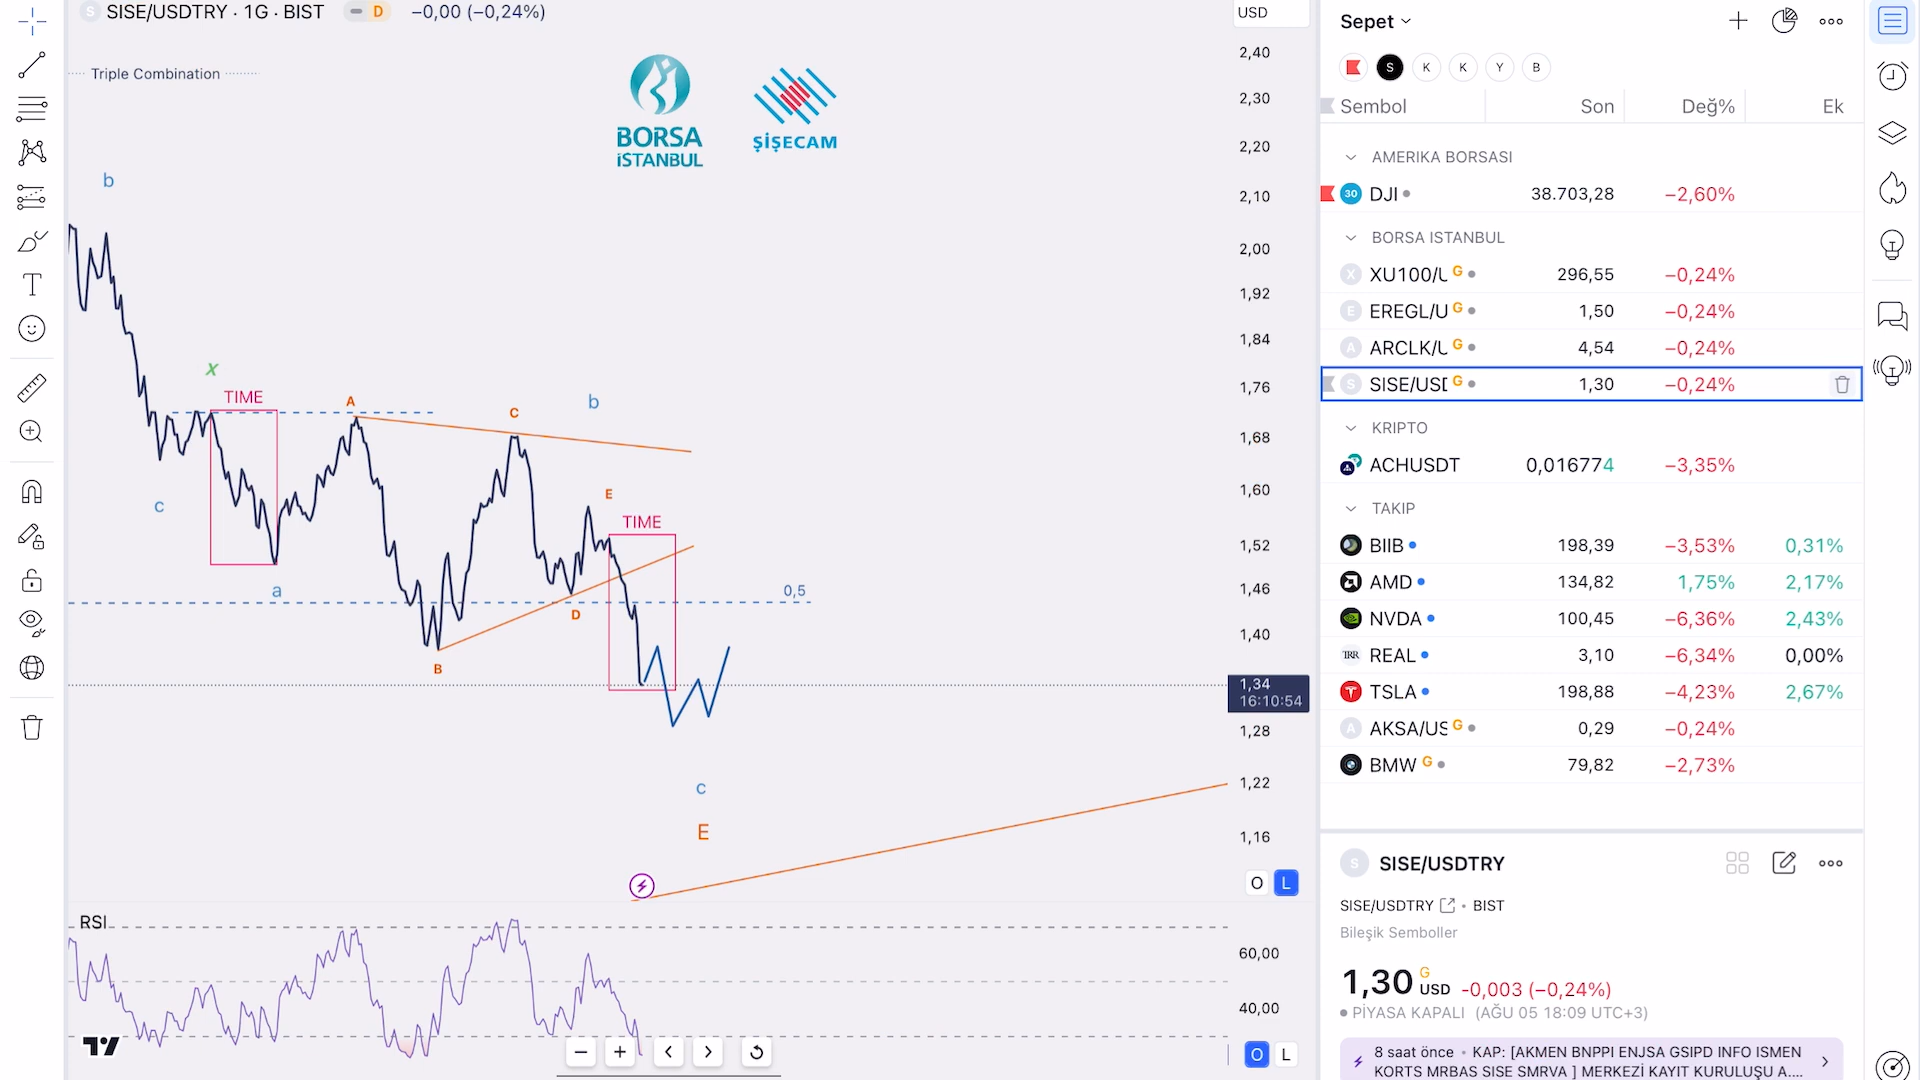 SISE/USDTRY · 1G · BIST
D
−0,00 (−0,24%)
Triple Combination
BORSA
İSTANBUL
ŞİŞECAM
b
X
TIME
A
C
b
c
E
TIME
a
0,5
D
B
c
E
USD
2,40
2,30
2,20
2,10
2,00
1,92
1,84
1,76
1,68
1,60
1,52
1,46
1,40
1,34
16:10:54
1,28
1,22
1,16
O L
RSI
60,00
40,00
O L
Sepet
S K K Y B
Sembol Son Değ% Ek
AMERIKA BORSASI
30 DJI 38.703,28 −2,60%
BORSA ISTANBUL
X XU100/U G 296,55 −0,24%
E EREGL/U G 1,50 −0,24%
A ARCLK/U G 4,54 −0,24%
S SISE/USD G 1,30 −0,24%
KRIPTO
ACHUSDT 0,016774 −3,35%
TAKIP
BIIB 198,39 −3,53% 0,31%
AMD 134,82 1,75% 2,17%
NVDA 100,45 −6,36% 2,43%
REAL 3,10 −6,34% 0,00%
TSLA 198,88 −4,23% 2,67%
A AKSA/US G 0,29 −0,24%
BMW G 79,82 −2,73%
S SISE/USDTRY
SISE/USDTRY • BIST
Bileşik Semboller
1,30 G USD −0,003 (−0,24%)
PİYASA KAPALI (AĞU 05 18:09 UTC+3)
8 saat önce • KAP: [AKMEN BNPPI ENJSA GSIPD INFO ISMEN
KORTS MRBAS SISE SMRVA ] MERKEZİ KAYIT KURULUŞU A....